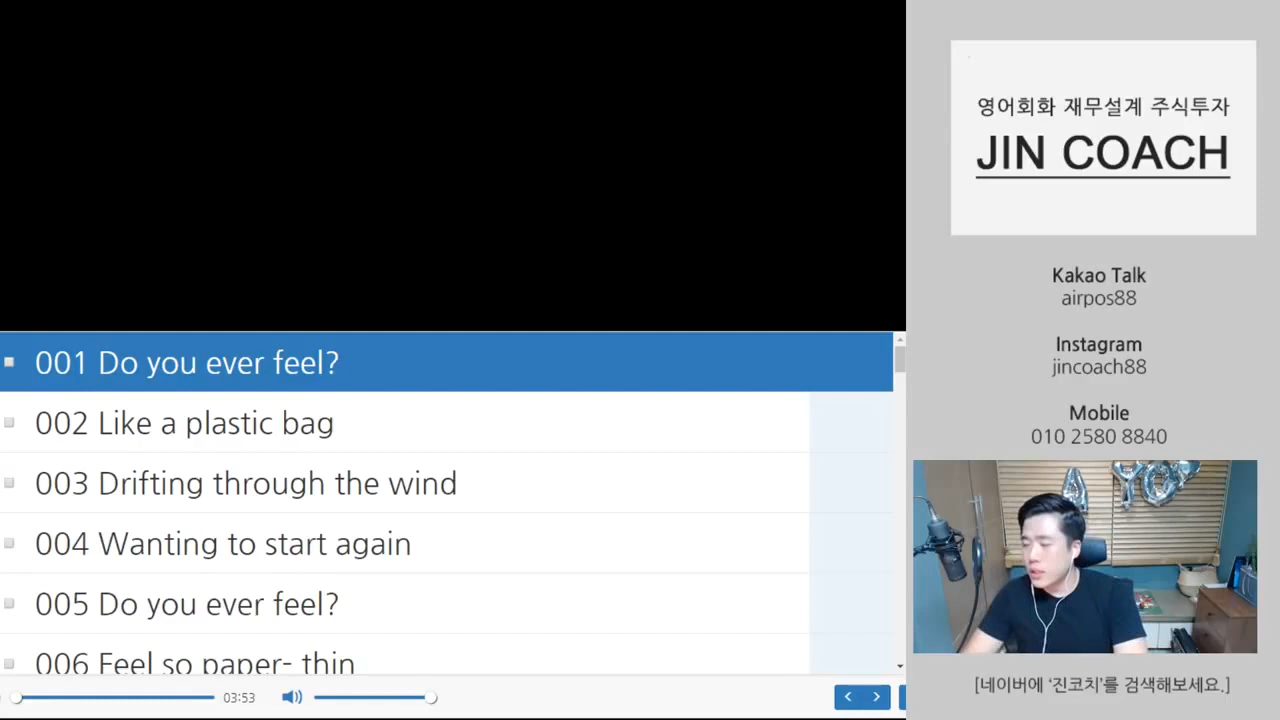 001 Do you ever feel?
002 Like a plastic bag
003 Drifting through the wind
004 Wanting to start again
005 Do you ever feel?
006 Feel so paper- thin
03:53
영어회화 재무설계 주식투자
JIN COACH
Kakao Talk
airpos88
Instagram
jincoach88
Mobile
010 2580 8840
A YOP
[네이버에 '진코치'를 검색해보세요.]